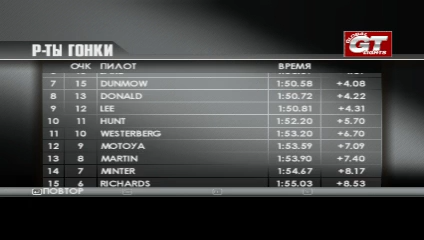 Р-ТЫ ГОНКИ
GLOBAL
GT
LIGHTS
ОЧК ПИЛОТ ВРЕМЯ
7 15 DUNMOW 1:50.58 +4.08
8 13 DONALD 1:50.72 +4.22
9 12 LEE 1:50.81 +4.31
10 11 HUNT 1:52.20 +5.70
11 10 WESTERBERG 1:53.20 +6.70
12 9 MOTOYA 1:53.59 +7.09
13 8 MARTIN 1:53.90 +7.40
14 7 MINTER 1:54.67 +8.17
15 6 RICHARDS 1:55.03 +8.53
ПОВТОР